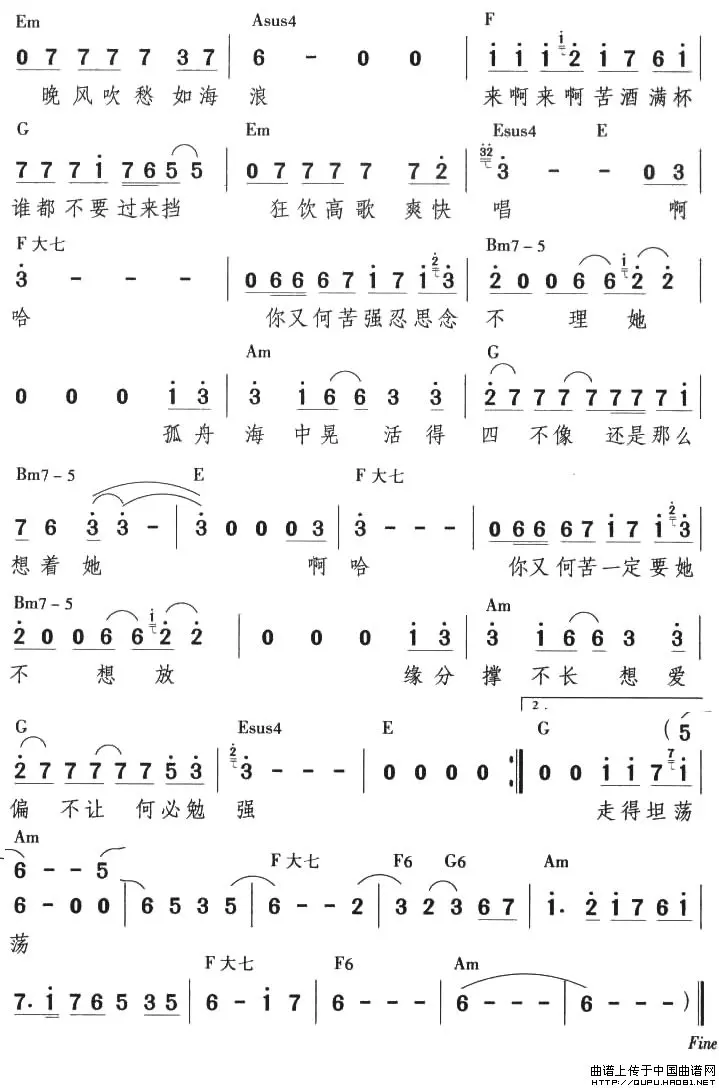 Em Asus4 F
0 7 7 7 7 3 7 | 6 - 0 0 | i i i 2 i 7 6 i
晚风吹愁如海 浪 来啊来啊苦酒满杯
G Em Esus4 E
7 7 7 i 7 6 5 5 | 0 7 7 7 7 7 2 | 32 3 - - 0 3
谁都不要过来挡 狂饮高歌爽快 唱 啊
F 大七 Bm7-5
3 - - - | 0 6 6 6 7 i 7 i 2 3 | 2 0 0 6 6 i 2 2
哈 你又何苦强忍思念 不 理 她
Am G
0 0 0 i 3 | 3 i 6 6 3 3 | 2 7 7 7 7 7 7 7 i
孤舟 海 中晃 活 得 四 不像 还是那么
Bm7-5 E F 大七
7 6 3 3 - | 3 0 0 0 3 | 3 - - - | 0 6 6 6 7 i 7 i 2 3
想着她 啊 哈 你又何苦一定要她
Bm7-5 Am
2 0 0 6 6 i 2 2 | 0 0 0 i 3 | 3 i 6 6 3 3
不 想 放 缘分 撑 不长 想 爱
2.
G Esus4 E G (5
2 7 7 7 7 7 5 3 | 2 3 - - - | 0 0 0 0 :| 0 0 i i 7 7 i
偏 不让 何必勉 强 走得坦荡
Am
6 - - 5 F 大七 F6 G6 Am
6 - 0 0 | 6 5 3 5 | 6 - - 2 | 3 2 3 6 7 | i. 2 i 7 6 i
荡
F 大七 F6 Am
7. i 7 6 5 3 5 | 6 - i 7 | 6 - - - | 6 - - - | 6 - - - )
Fine
曲谱上传于中国曲谱网
http://QUPU.HAO81.NET